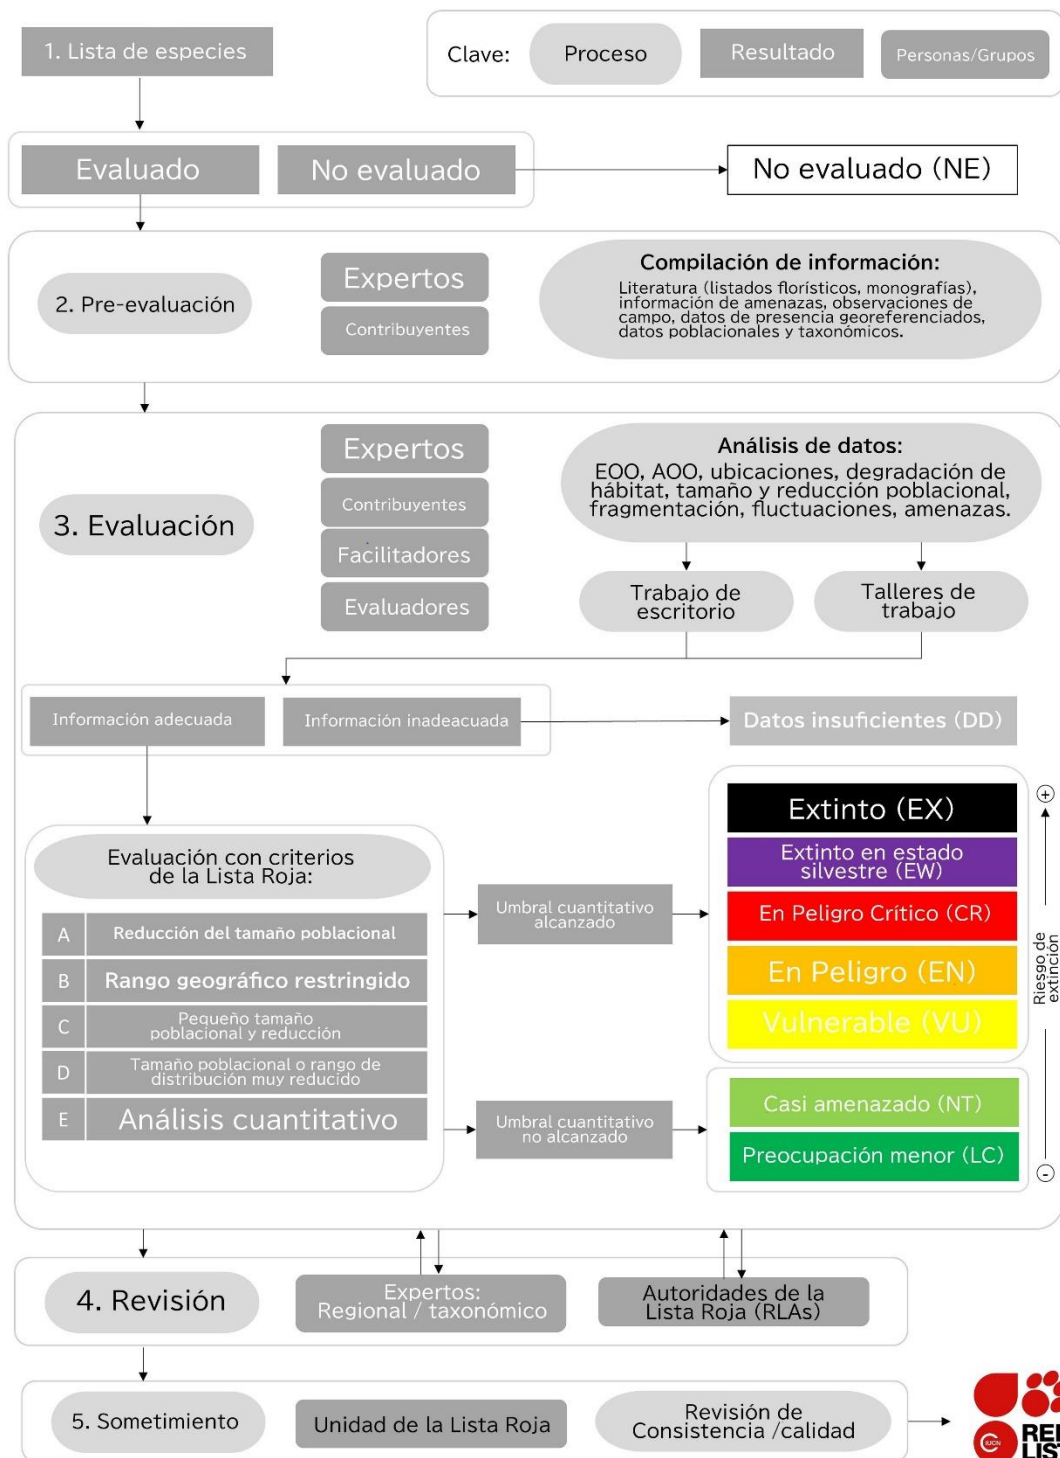 1. Lista de especies
Clave:
Proceso
Resultado
Personas/Grupos
Evaluado
No evaluado
No evaluado (NE)
2. Pre-evaluación
Expertos
Contribuyentes
Compilación de información:
Literatura (listados florísticos, monografías),
información de amenazas, observaciones de
campo, datos de presencia georeferenciados,
datos poblacionales y taxonómicos.
3. Evaluación
Expertos
Contribuyentes
Facilitadores
Evaluadores
Análisis de datos:
EOO, AOO, ubicaciones, degradación de
hábitat, tamaño y reducción poblacional,
fragmentación, fluctuaciones, amenazas.
Trabajo de
escritorio
Talleres de
trabajo
Información adecuada
Información inadeacuada
Datos insuficientes (DD)
Evaluación con criterios
de la Lista Roja:
A Reducción del tamaño poblacional
B Rango geográfico restringido
C Pequeño tamaño
poblacional y reducción
D Tamaño poblacional o rango de
distribución muy reducido
E Análisis cuantitativo
Umbral cuantitativo
alcanzado
Umbral cuantitativo
no alcanzado
Extinto (EX)
Extinto en estado
silvestre (EW)
En Peligro Crítico (CR)
En Peligro (EN)
Vulnerable (VU)
Casi amenazado (NT)
Preocupación menor (LC)
+
Riesgo de
extinción
-
4. Revisión
Expertos:
Regional / taxonómico
Autoridades de la
Lista Roja (RLAs)
5. Sometimiento
Unidad de la Lista Roja
Revisión de
Consistencia /calidad
IUCN
LIST